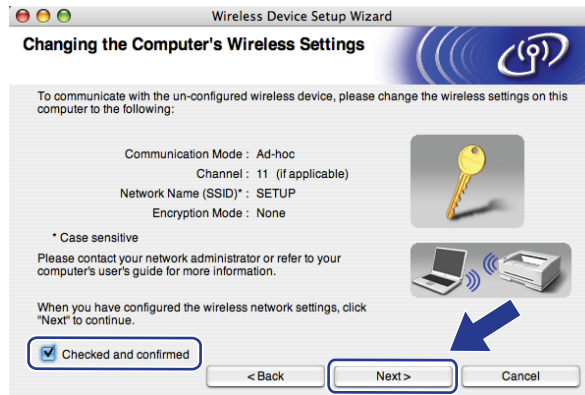 Wireless Device Setup Wizard
Changing the Computer's Wireless Settings
To communicate with the un-configured wireless device, please change the wireless settings on this
computer to the following:
Communication Mode : Ad-hoc
Channel : 11 (if applicable)
Network Name (SSID)* : SETUP
Encryption Mode : None
* Case sensitive
Please contact your network administrator or refer to your
computer's user's guide for more information.
When you have configured the wireless network settings, click
"Next" to continue.
Checked and confirmed
< Back Next > Cancel